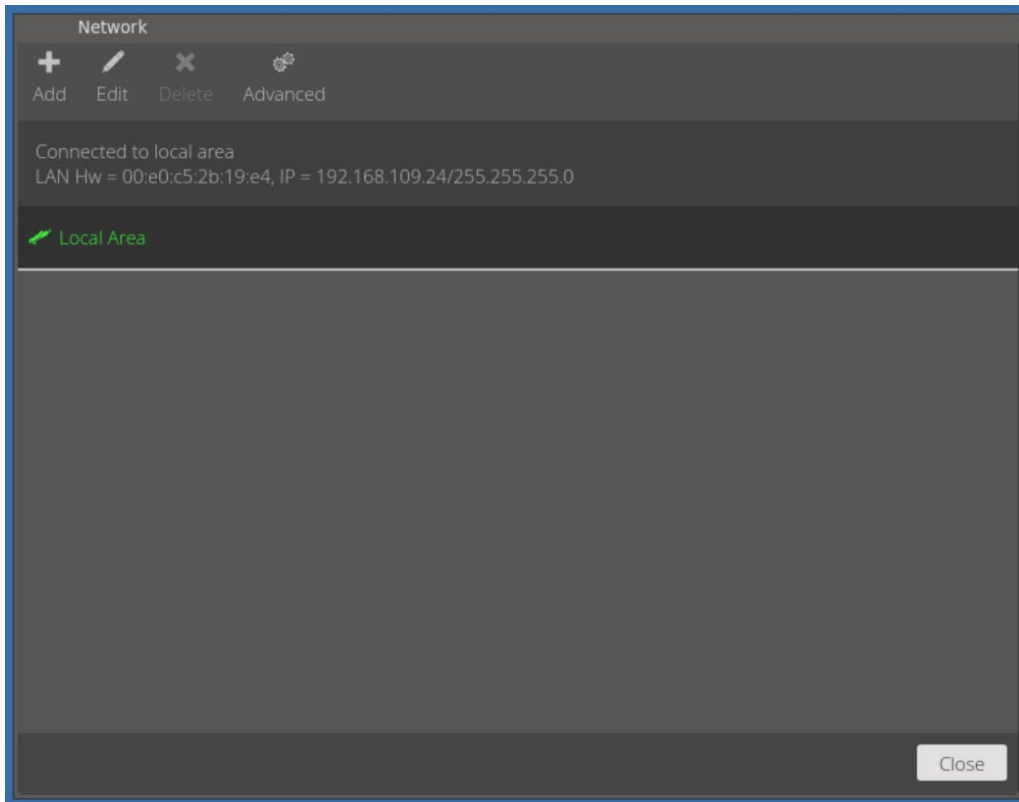 Network
Add Edit Delete Advanced
Connected to local area
LAN Hw = 00:e0:c5:2b:19:e4, IP = 192.168.109.24/255.255.255.0
Local Area
Close